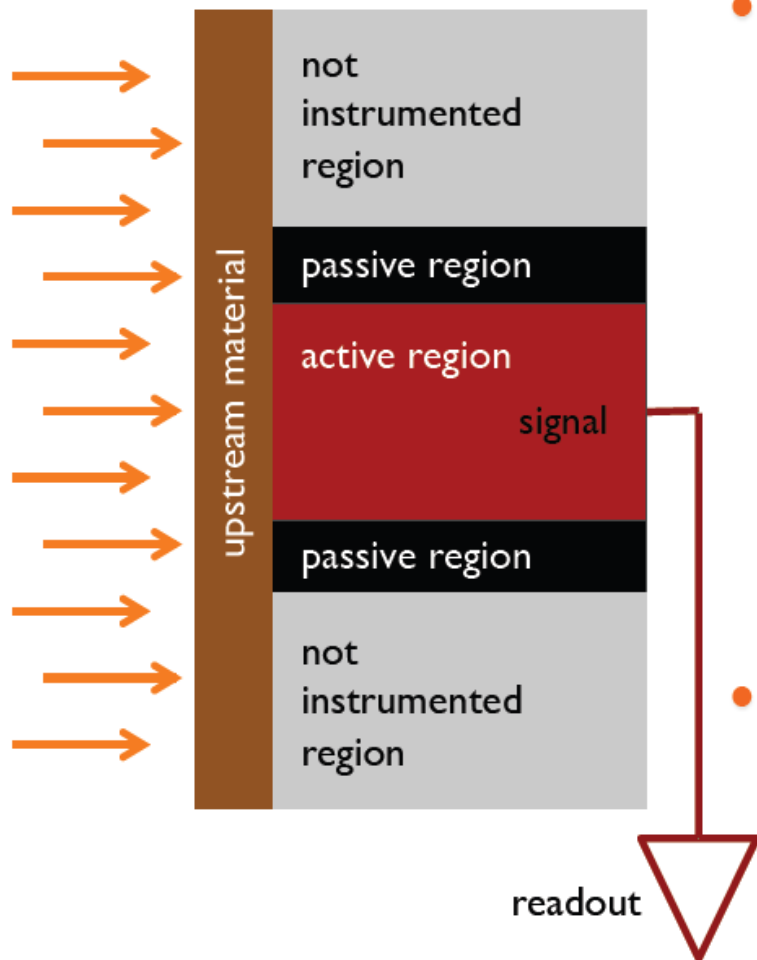 not
instrumented
region
passive region
upstream material
active region
signal
passive region
not
instrumented
region
readout